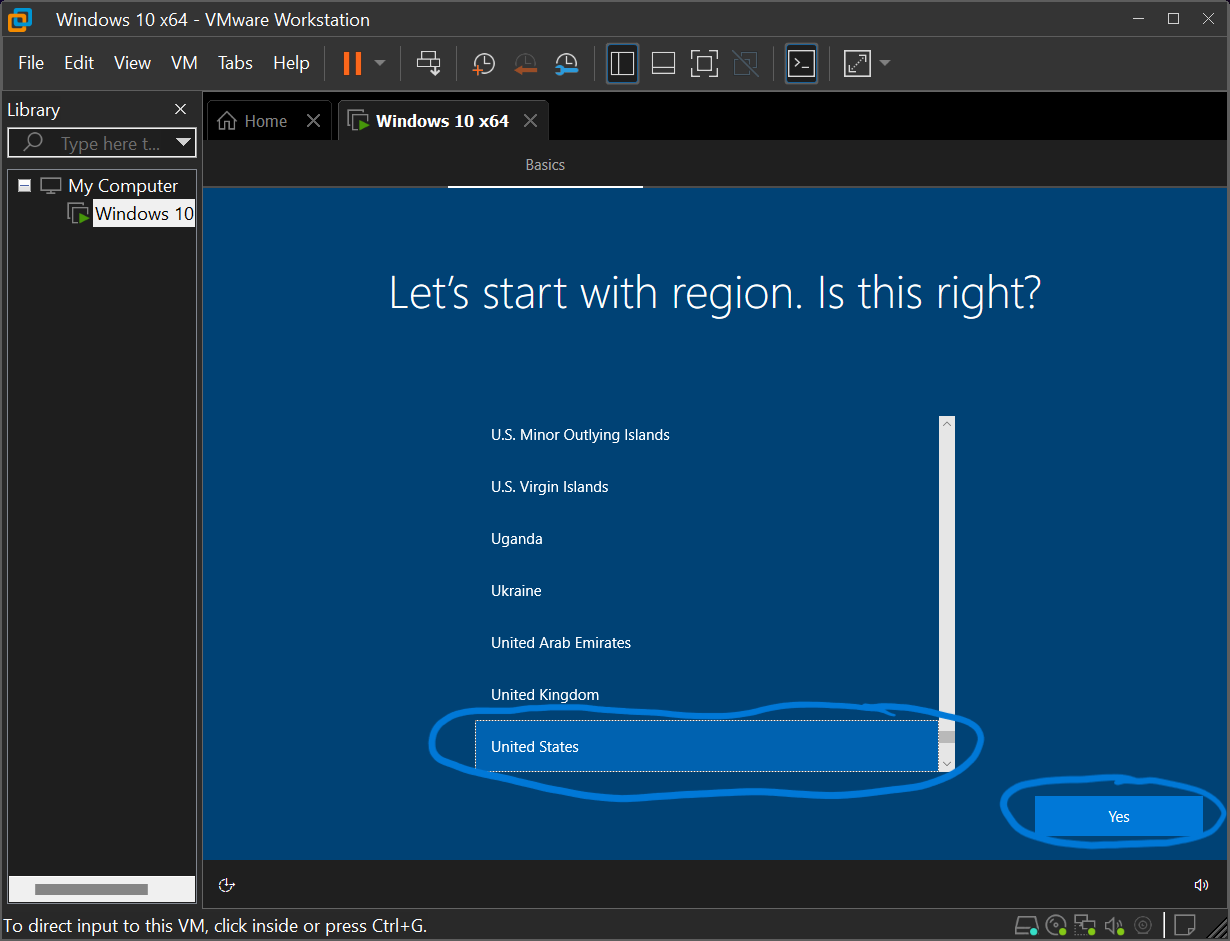 Windows 10 x64 - VMware Workstation
File Edit View VM Tabs Help
Library
Type here t...
My Computer
Windows 10
Home
Windows 10 x64
Basics
Let's start with region. Is this right?
U.S. Minor Outlying Islands
U.S. Virgin Islands
Uganda
Ukraine
United Arab Emirates
United Kingdom
United States
Yes
To direct input to this VM, click inside or press Ctrl+G.